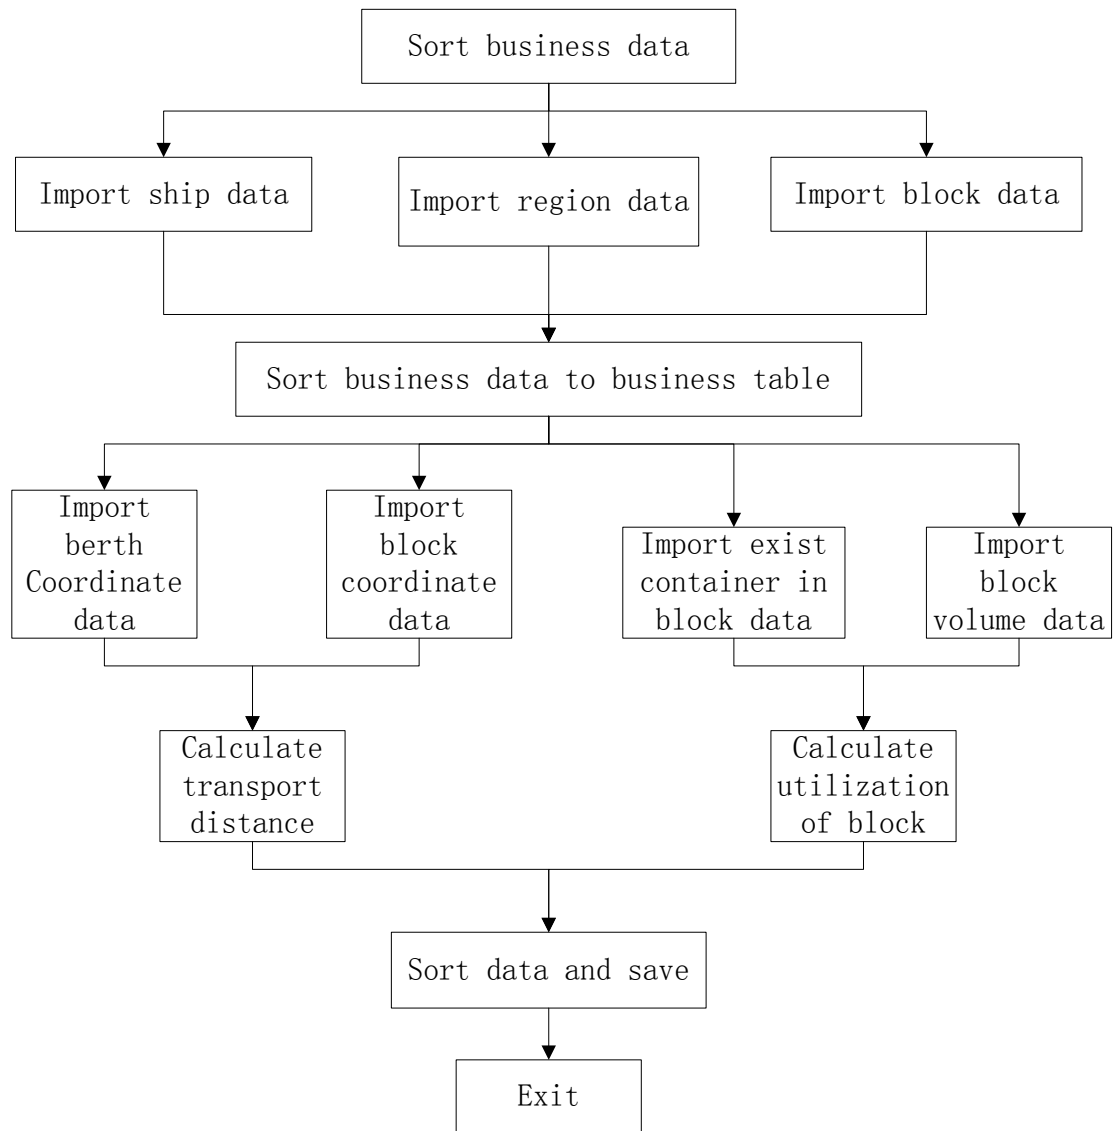 Sort business data
Import ship data
Import region data
Import block data
Sort business data to business table
Import
berth
Coordinate
data
Import
block
coordinate
data
Import exist
container in
block data
Import
block
volume data
Calculate
transport
distance
Calculate
utilization
of block
Sort data and save
Exit